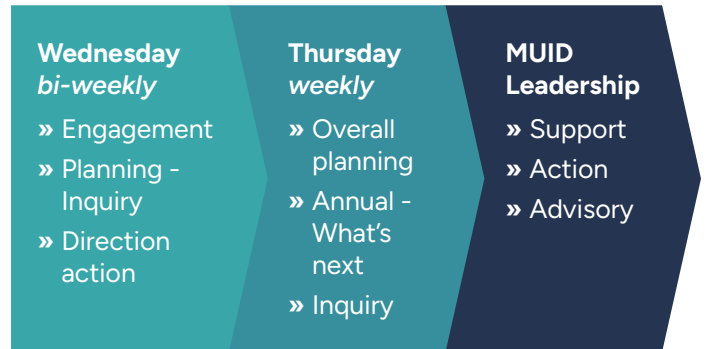 Wednesday
bi-weekly
» Engagement
» Planning -
Inquiry
» Direction
action
Thursday
weekly
» Overall
planning
» Annual -
What's
next
» Inquiry
MUID
Leadership
» Support
» Action
» Advisory